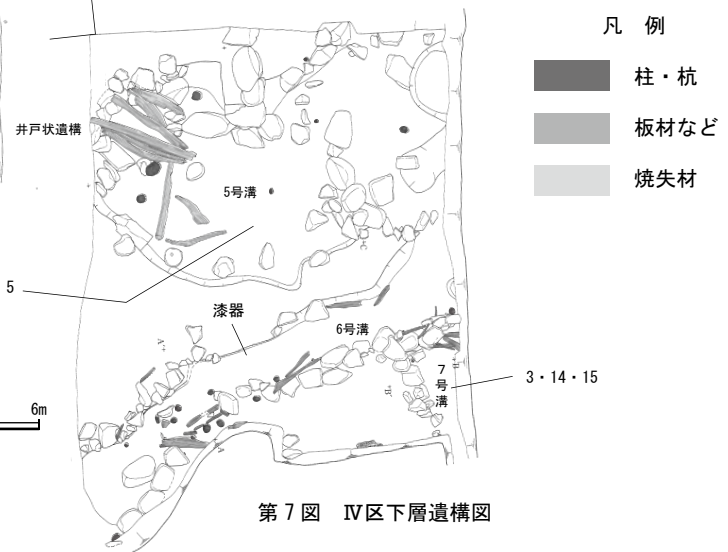 凡 例
柱・杭
板材など
焼失材
井戸状遺構
5号溝
5
漆器
6号溝
7号溝
3・14・15
6m
A
A'
B
B'
C
第7図 Ⅳ区下層遺構図